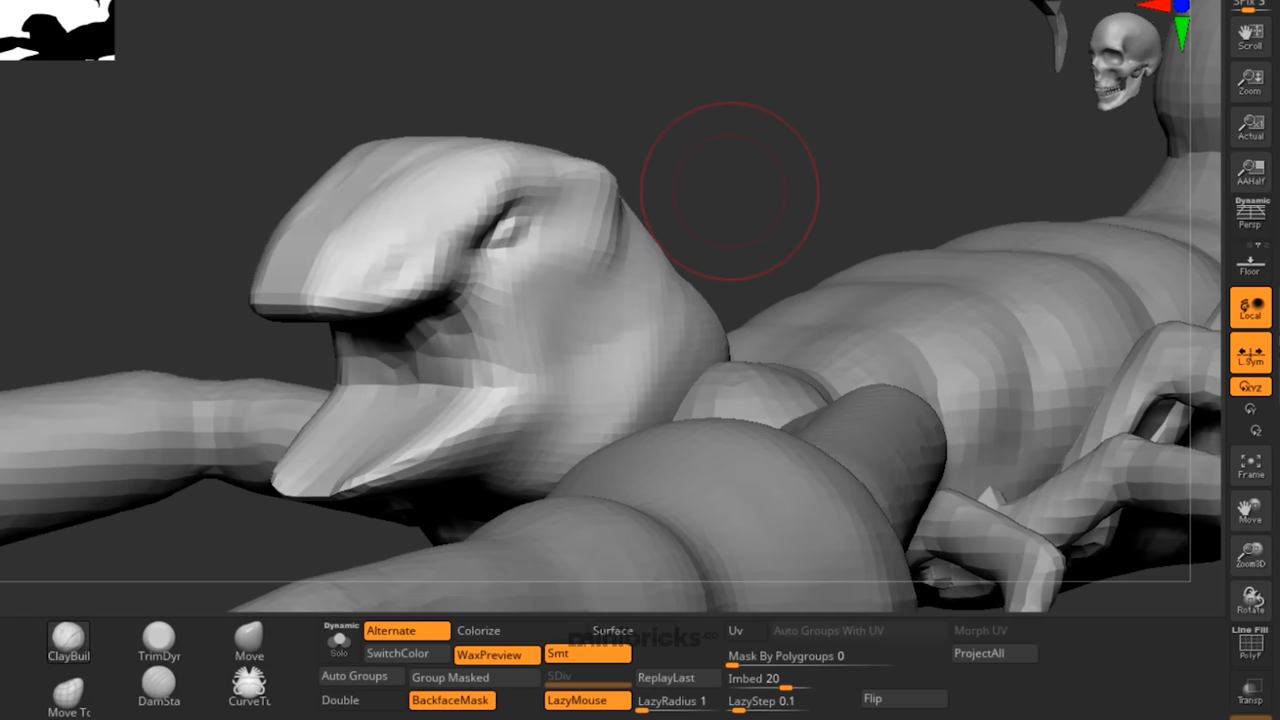 SPix 3
Scroll
Zoom
Actual
AAHalf
Dynamic
Persp
Floor
Local
L.Sym
XYZ
Frame
Move
Zoom3D
Rotate
Line Fill
PolyF
Transp
ClayBuil
TrimDyr
Move
Move Tc
DamSta
CurveTu
Dynamic
Solo
Alternate
Colorize
Surface
Uv
Auto Groups With UV
Morph UV
SwitchColor
WaxPreview
Smt
Mask By Polygroups 0
ProjectAll
Auto Groups
Group Masked
SDiv
ReplayLast
Imbed 20
Double
BackfaceMask
LazyMouse
LazyRadius 1
LazyStep 0.1
Flip